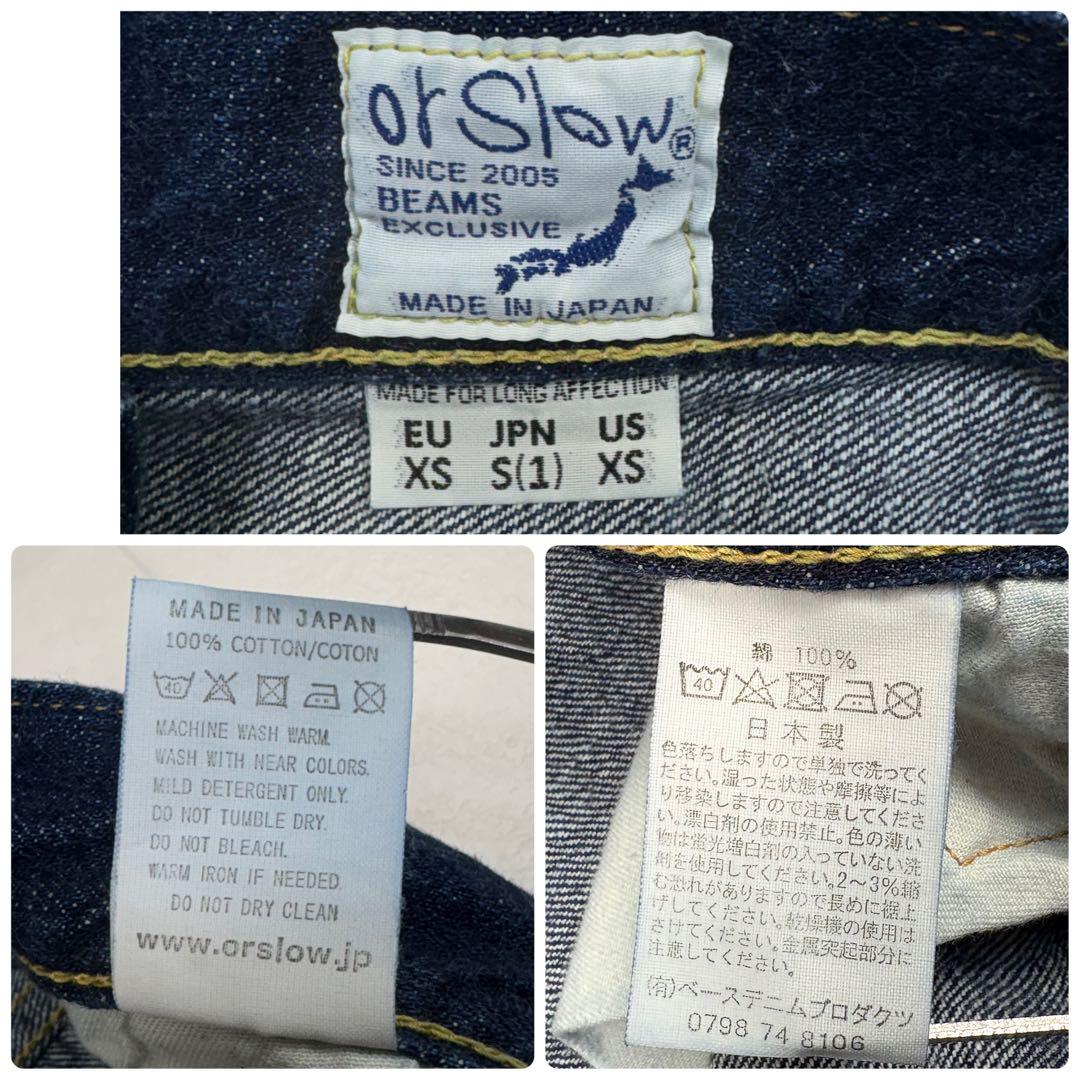 orSlow®
SINCE 2005
BEAMS
EXCLUSIVE
MADE IN JAPAN
MADE FOR LONG AFFECTION
EU JPN US
XS S(1) XS
MADE IN JAPAN
100% COTTON/COTON
40
MACHINE WASH WARM.
WASH WITH NEAR COLORS.
MILD DETERGENT ONLY.
DO NOT TUMBLE DRY.
DO NOT BLEACH.
WARM IRON IF NEEDED.
DO NOT DRY CLEAN
www.orslow.jp
綿 100%
40
日本製
色落ちしますので単独で洗ってく
ださい。湿った状態や摩擦等によ
り移染しますので注意してくださ
い。漂白剤の使用禁止。色の薄い
物は蛍光増白剤の入っていない洗
剤を使用してください。2～3%縮
む恐れがありますので長めに裾上
げしてください。乾燥機の使用は
さけてください。金属突起部分に
注意してください。
(有)ベースデニムプロダクツ
0798 74 8106